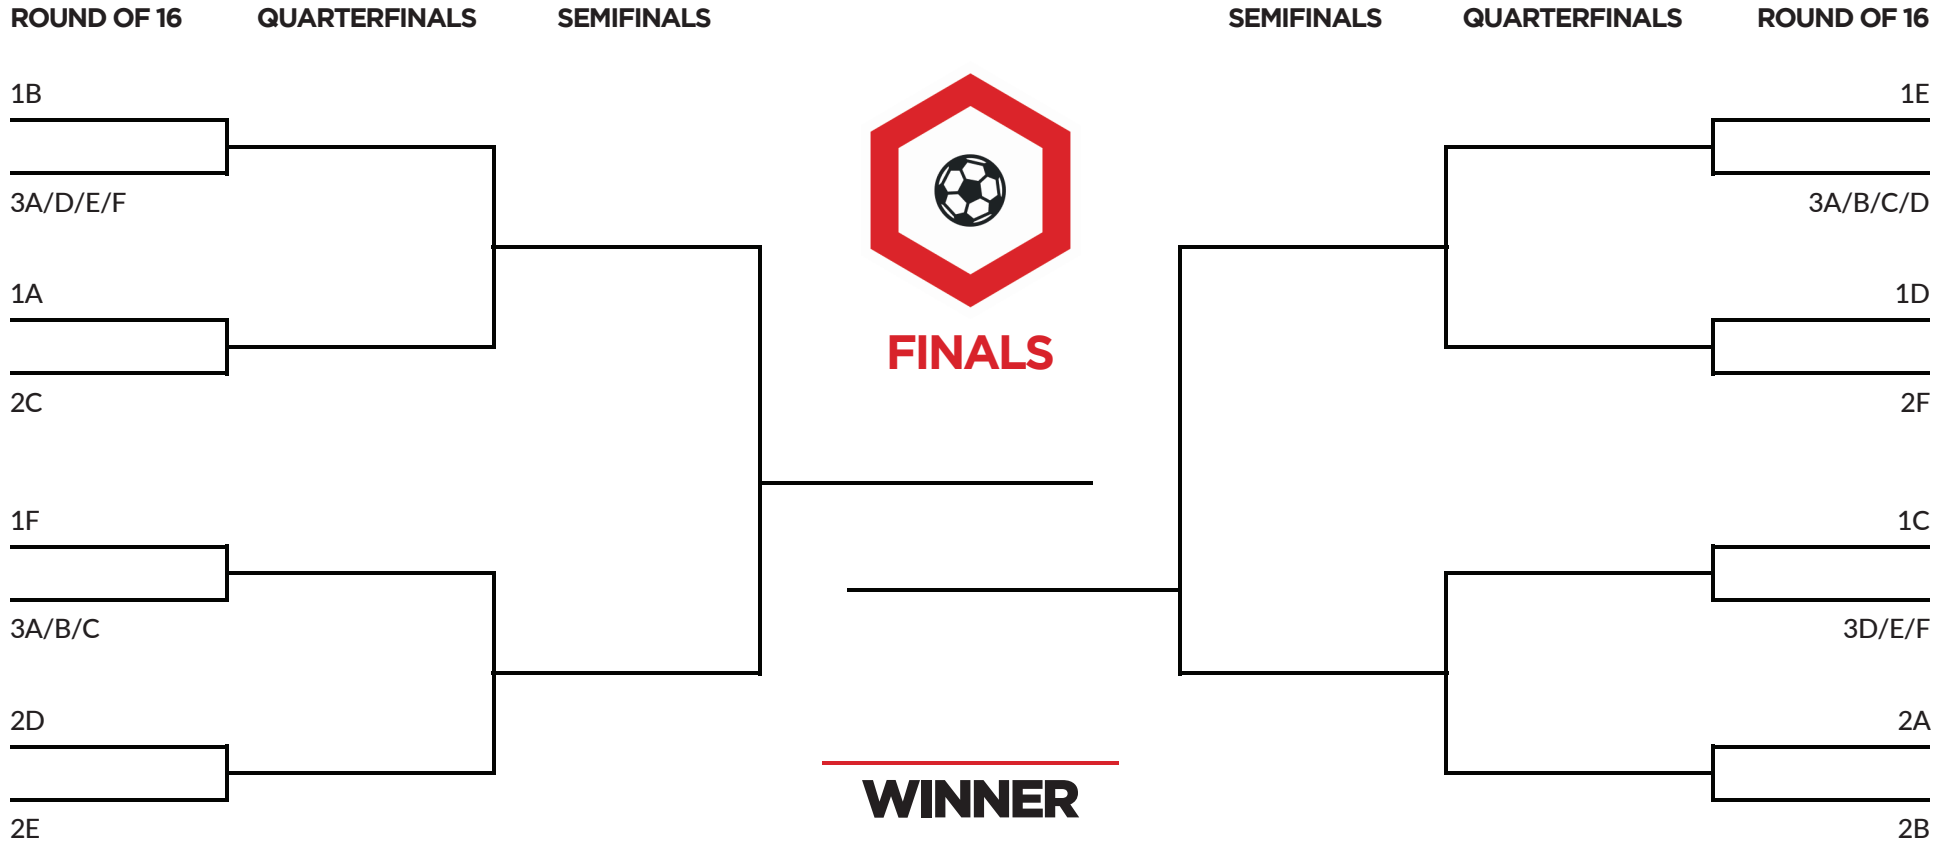 ROUND OF 16 QUARTERFINALS SEMIFINALS SEMIFINALS QUARTERFINALS ROUND OF 16
1B
3A/D/E/F
1A
2C
1F
3A/B/C
2D
2E
FINALS
WINNER
1E
3A/B/C/D
1D
2F
1C
3D/E/F
2A
2B